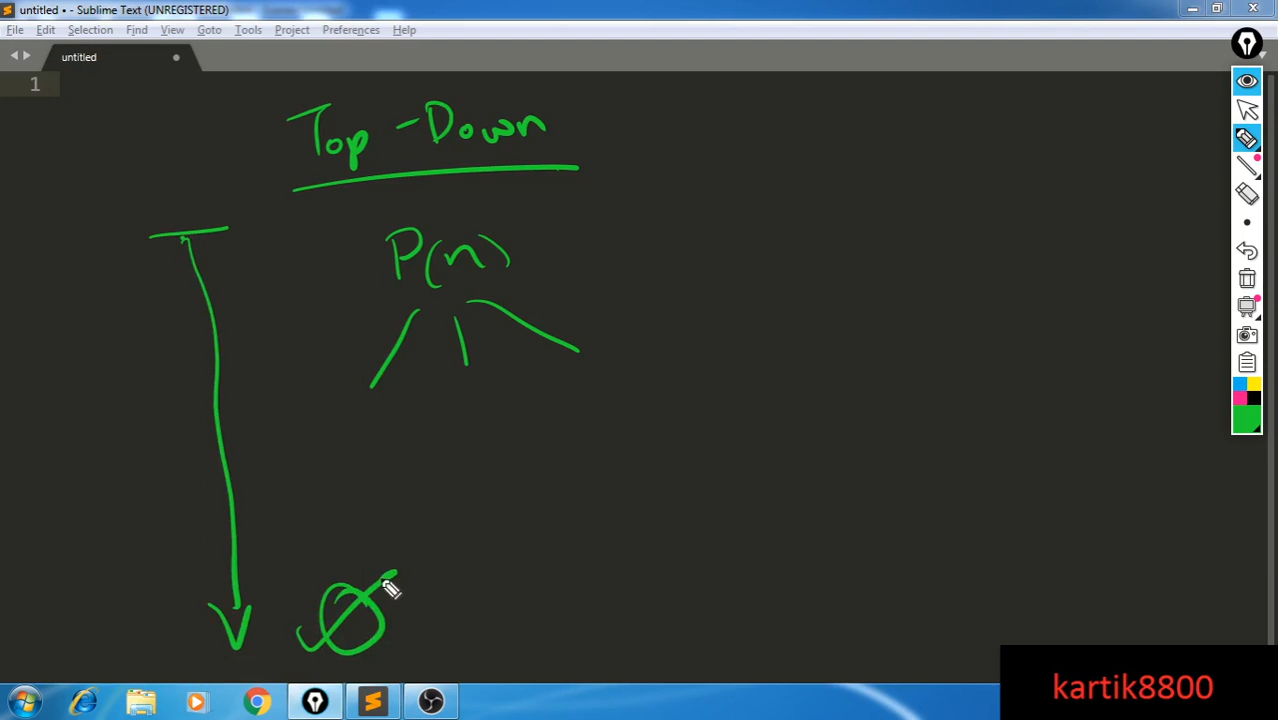 untitled • - Sublime Text (UNREGISTERED)
File Edit Selection Find View Goto Tools Project Preferences Help
untitled
1
Top-Down
P(n)
kartik8800